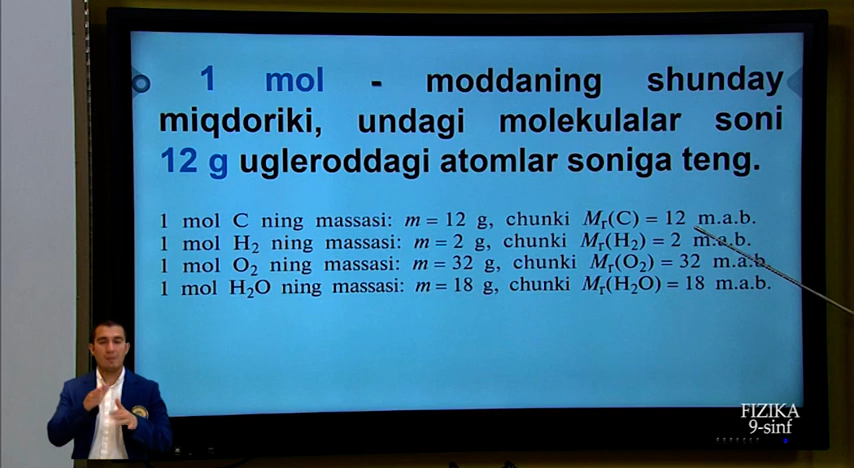 1 mol - moddaning shunday
miqdoriki, undagi molekulalar soni
12 g ugleroddagi atomlar soniga teng.
1 mol C ning massasi: m = 12 g, chunki Mᵣ(C) = 12 m.a.b.
1 mol H₂ ning massasi: m = 2 g, chunki Mᵣ(H₂) = 2 m.a.b.
1 mol O₂ ning massasi: m = 32 g, chunki Mᵣ(O₂) = 32 m.a.b.
1 mol H₂O ning massasi: m = 18 g, chunki Mᵣ(H₂O) = 18 m.a.b.
FIZIKA
9-sinf